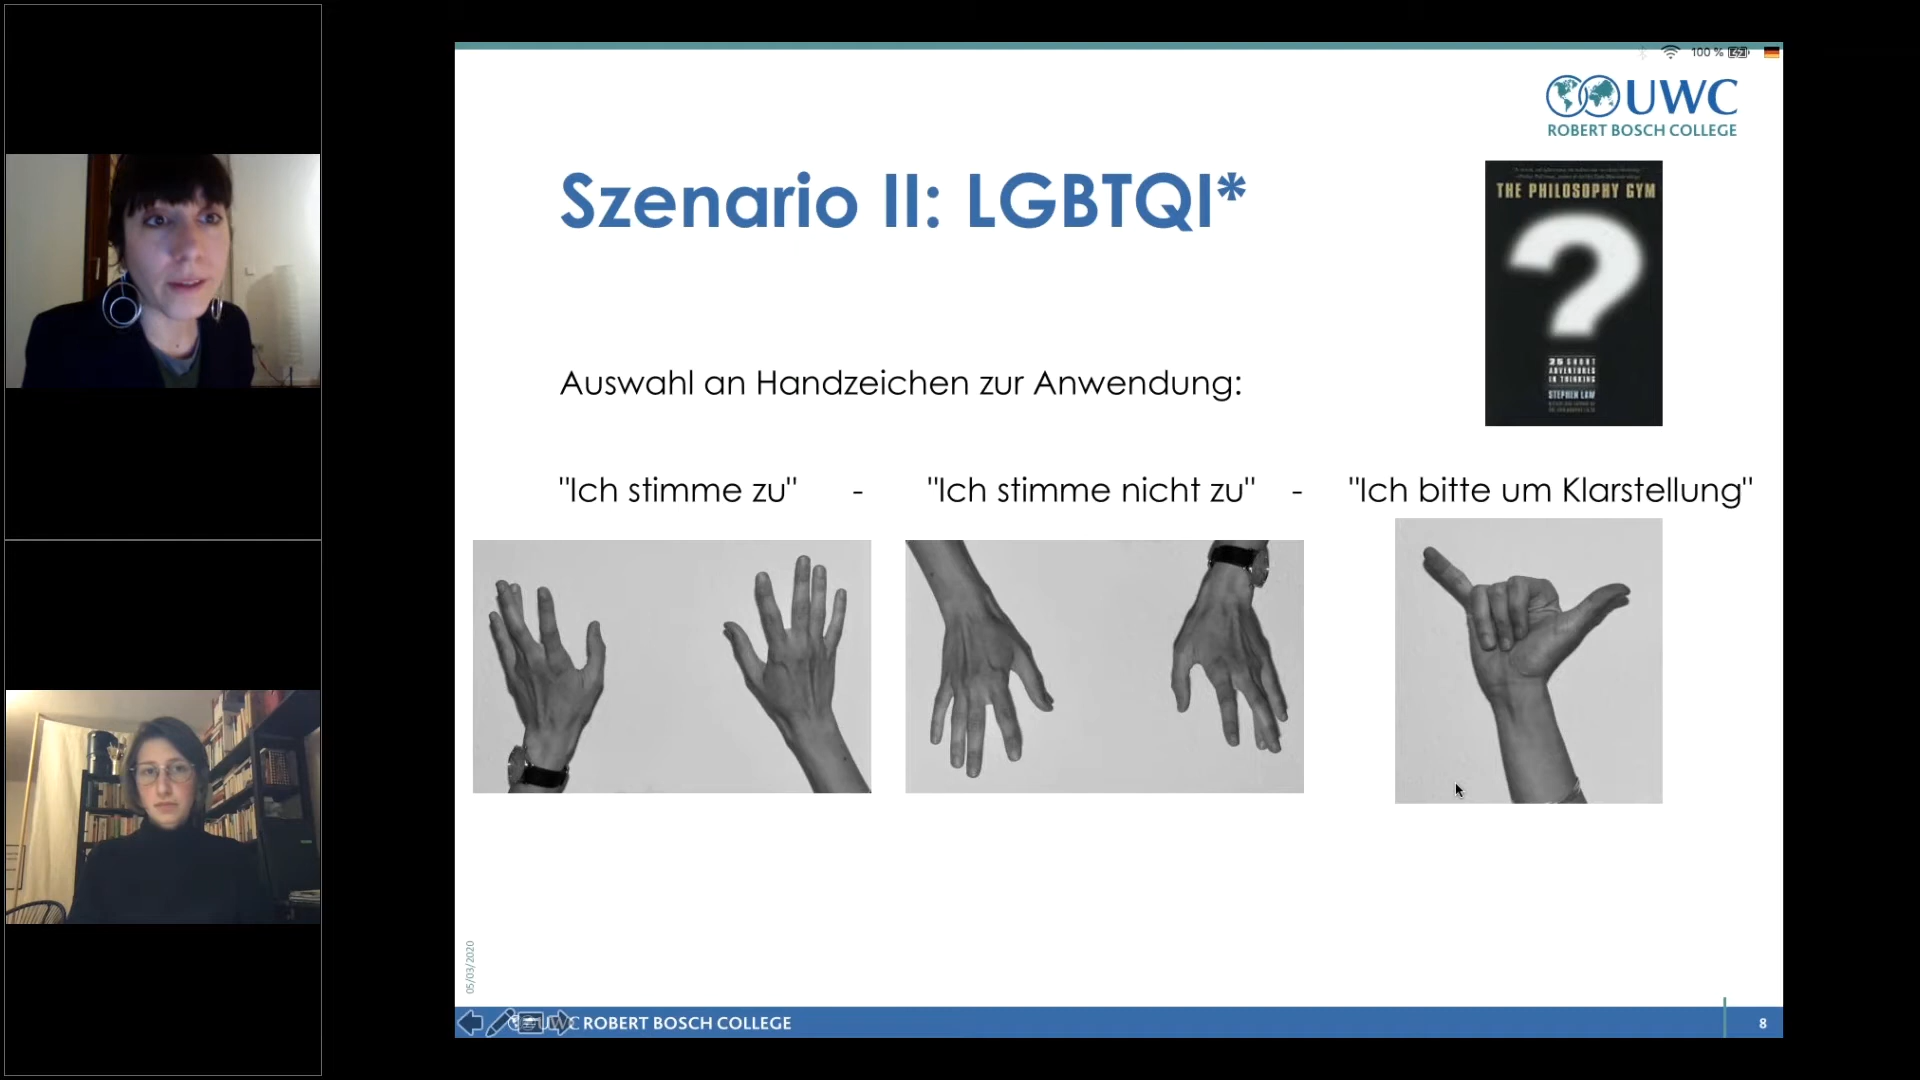 100 %
UWC
ROBERT BOSCH COLLEGE
Szenario II: LGBTQI*
THE PHILOSOPHY GYM
25 SHORT
ADVENTURES
IN THINKING
STEPHEN LAW
Auswahl an Handzeichen zur Anwendung:
"Ich stimme zu" - "Ich stimme nicht zu" - "Ich bitte um Klarstellung"
05/03/2020
UWC ROBERT BOSCH COLLEGE
8